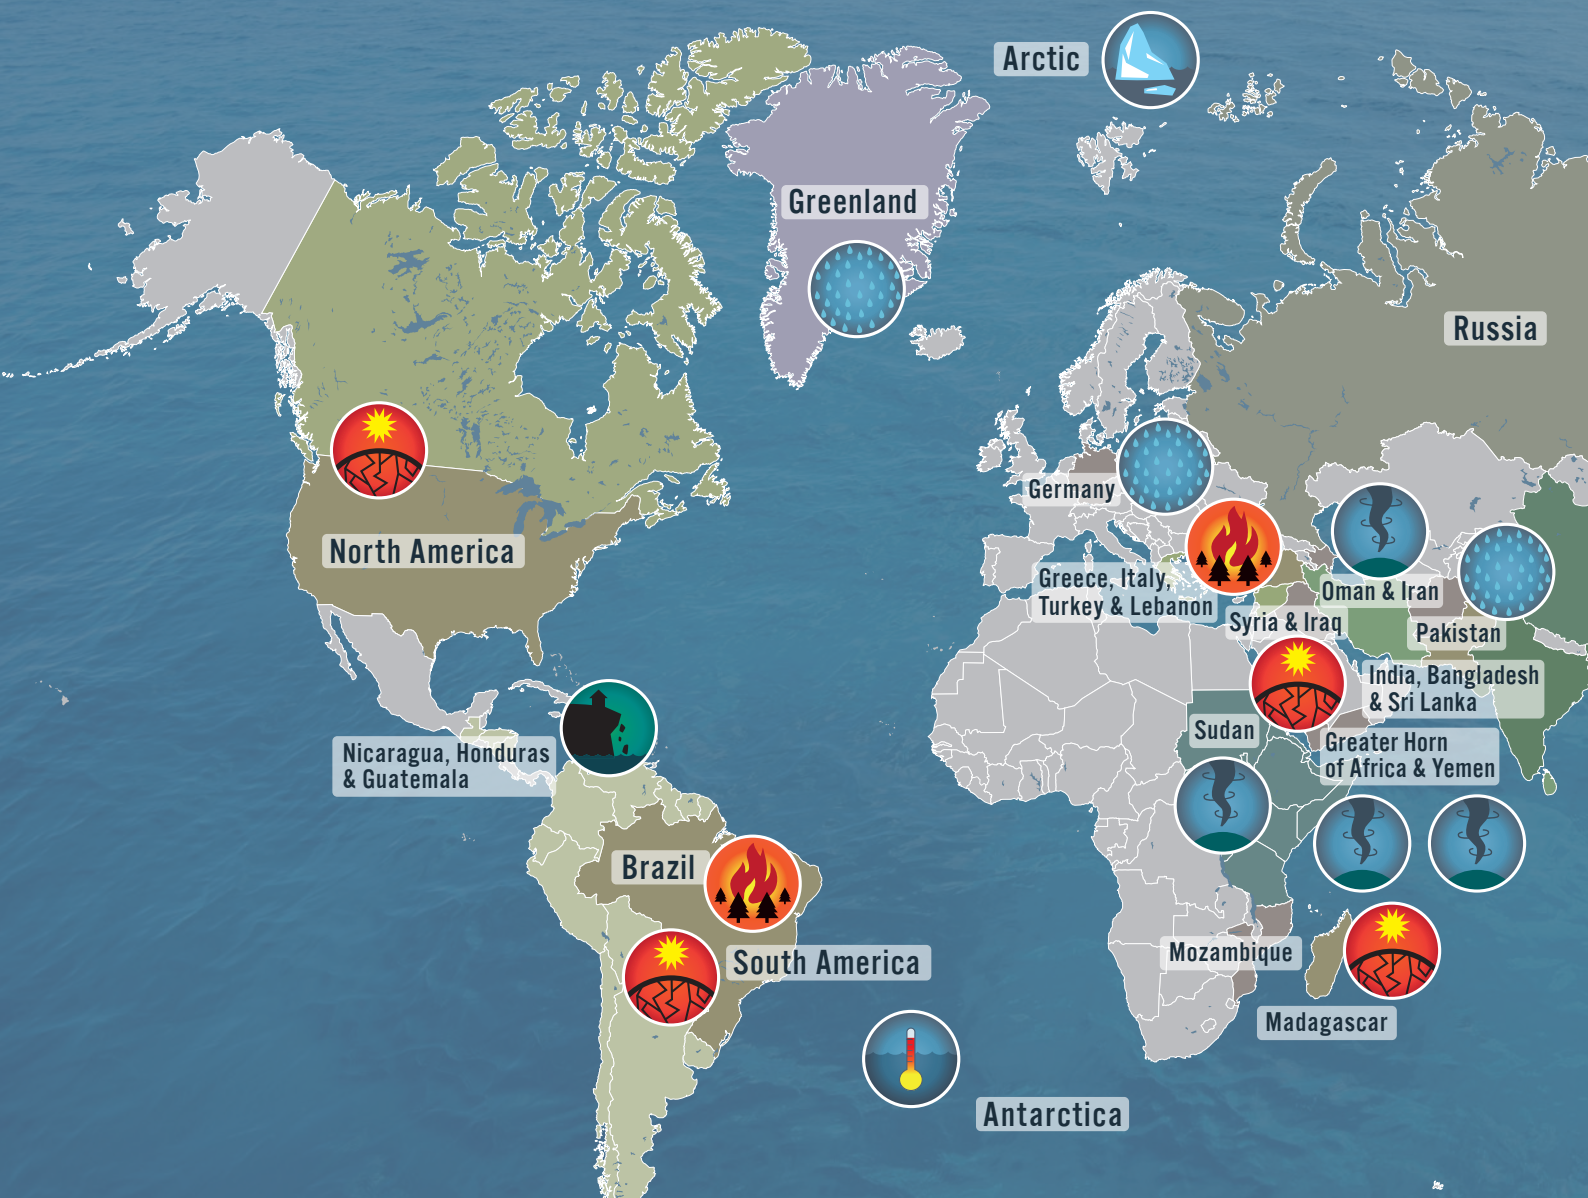 Arctic
Greenland
Russia
Germany
North America
Greece, Italy,
Turkey & Lebanon
Oman & Iran
Syria & Iraq
Pakistan
India, Bangladesh
& Sri Lanka
Sudan
Greater Horn
of Africa & Yemen
Nicaragua, Honduras
& Guatemala
Brazil
South America
Mozambique
Madagascar
Antarctica